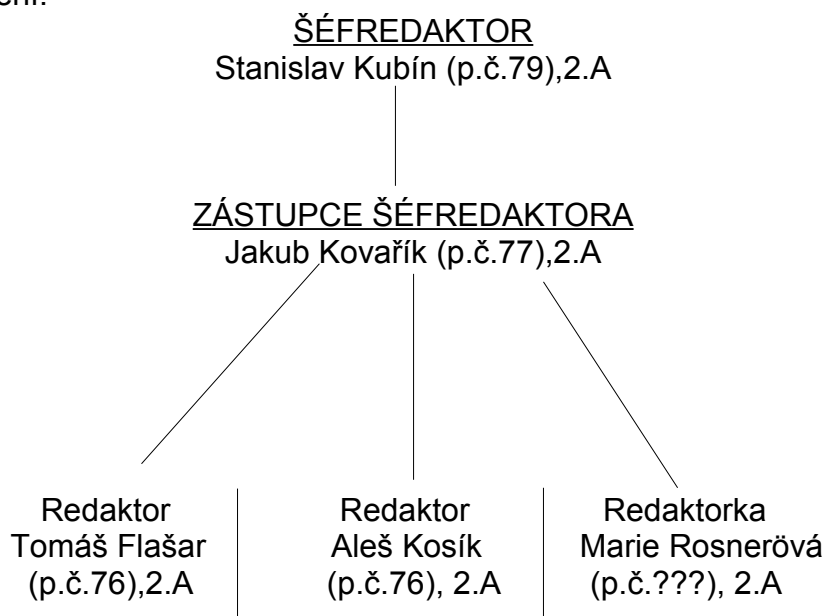 ŠÉFREDAKTOR
Stanislav Kubín (p.č.79),2.A
ZÁSTUPCE ŠÉFREDAKTORA
Jakub Kovařík (p.č.77),2.A
Redaktor
Tomáš Flašar
(p.č.76),2.A
Redaktor
Aleš Kosík
(p.č.76), 2.A
Redaktorka
Marie Rosnerövá
(p.č.???), 2.A